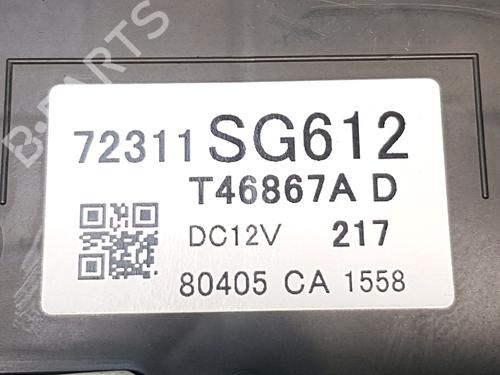 B-PARTS
72311 SG612
T46867A D
DC12V 217
80405 CA 1558